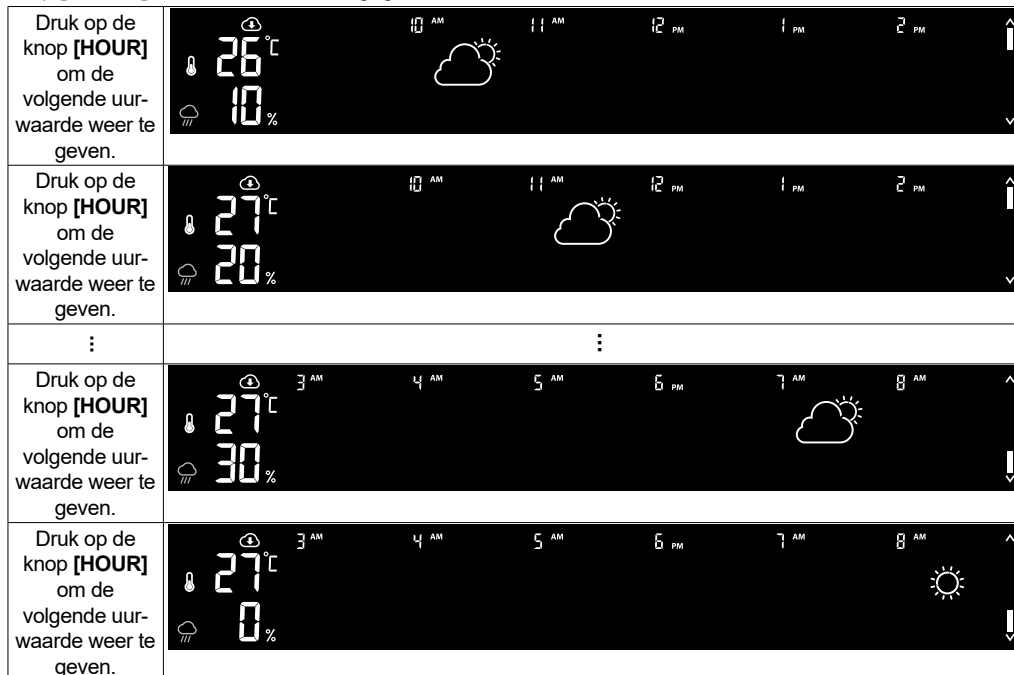 Druk op de
knop [HOUR]
om de
volgende uur-
waarde weer te
geven.
10 AM 11 AM 12 PM 1 PM 2 PM
26°C
10%
Druk op de
knop [HOUR]
om de
volgende uur-
waarde weer te
geven.
10 AM 11 AM 12 PM 1 PM 2 PM
27°C
20%
⋮ ⋮
Druk op de
knop [HOUR]
om de
volgende uur-
waarde weer te
geven.
3 AM 4 AM 5 AM 6 PM 7 AM 8 AM
27°C
30%
Druk op de
knop [HOUR]
om de
volgende uur-
waarde weer te
geven.
3 AM 4 AM 5 AM 6 PM 7 AM 8 AM
27°C
0%